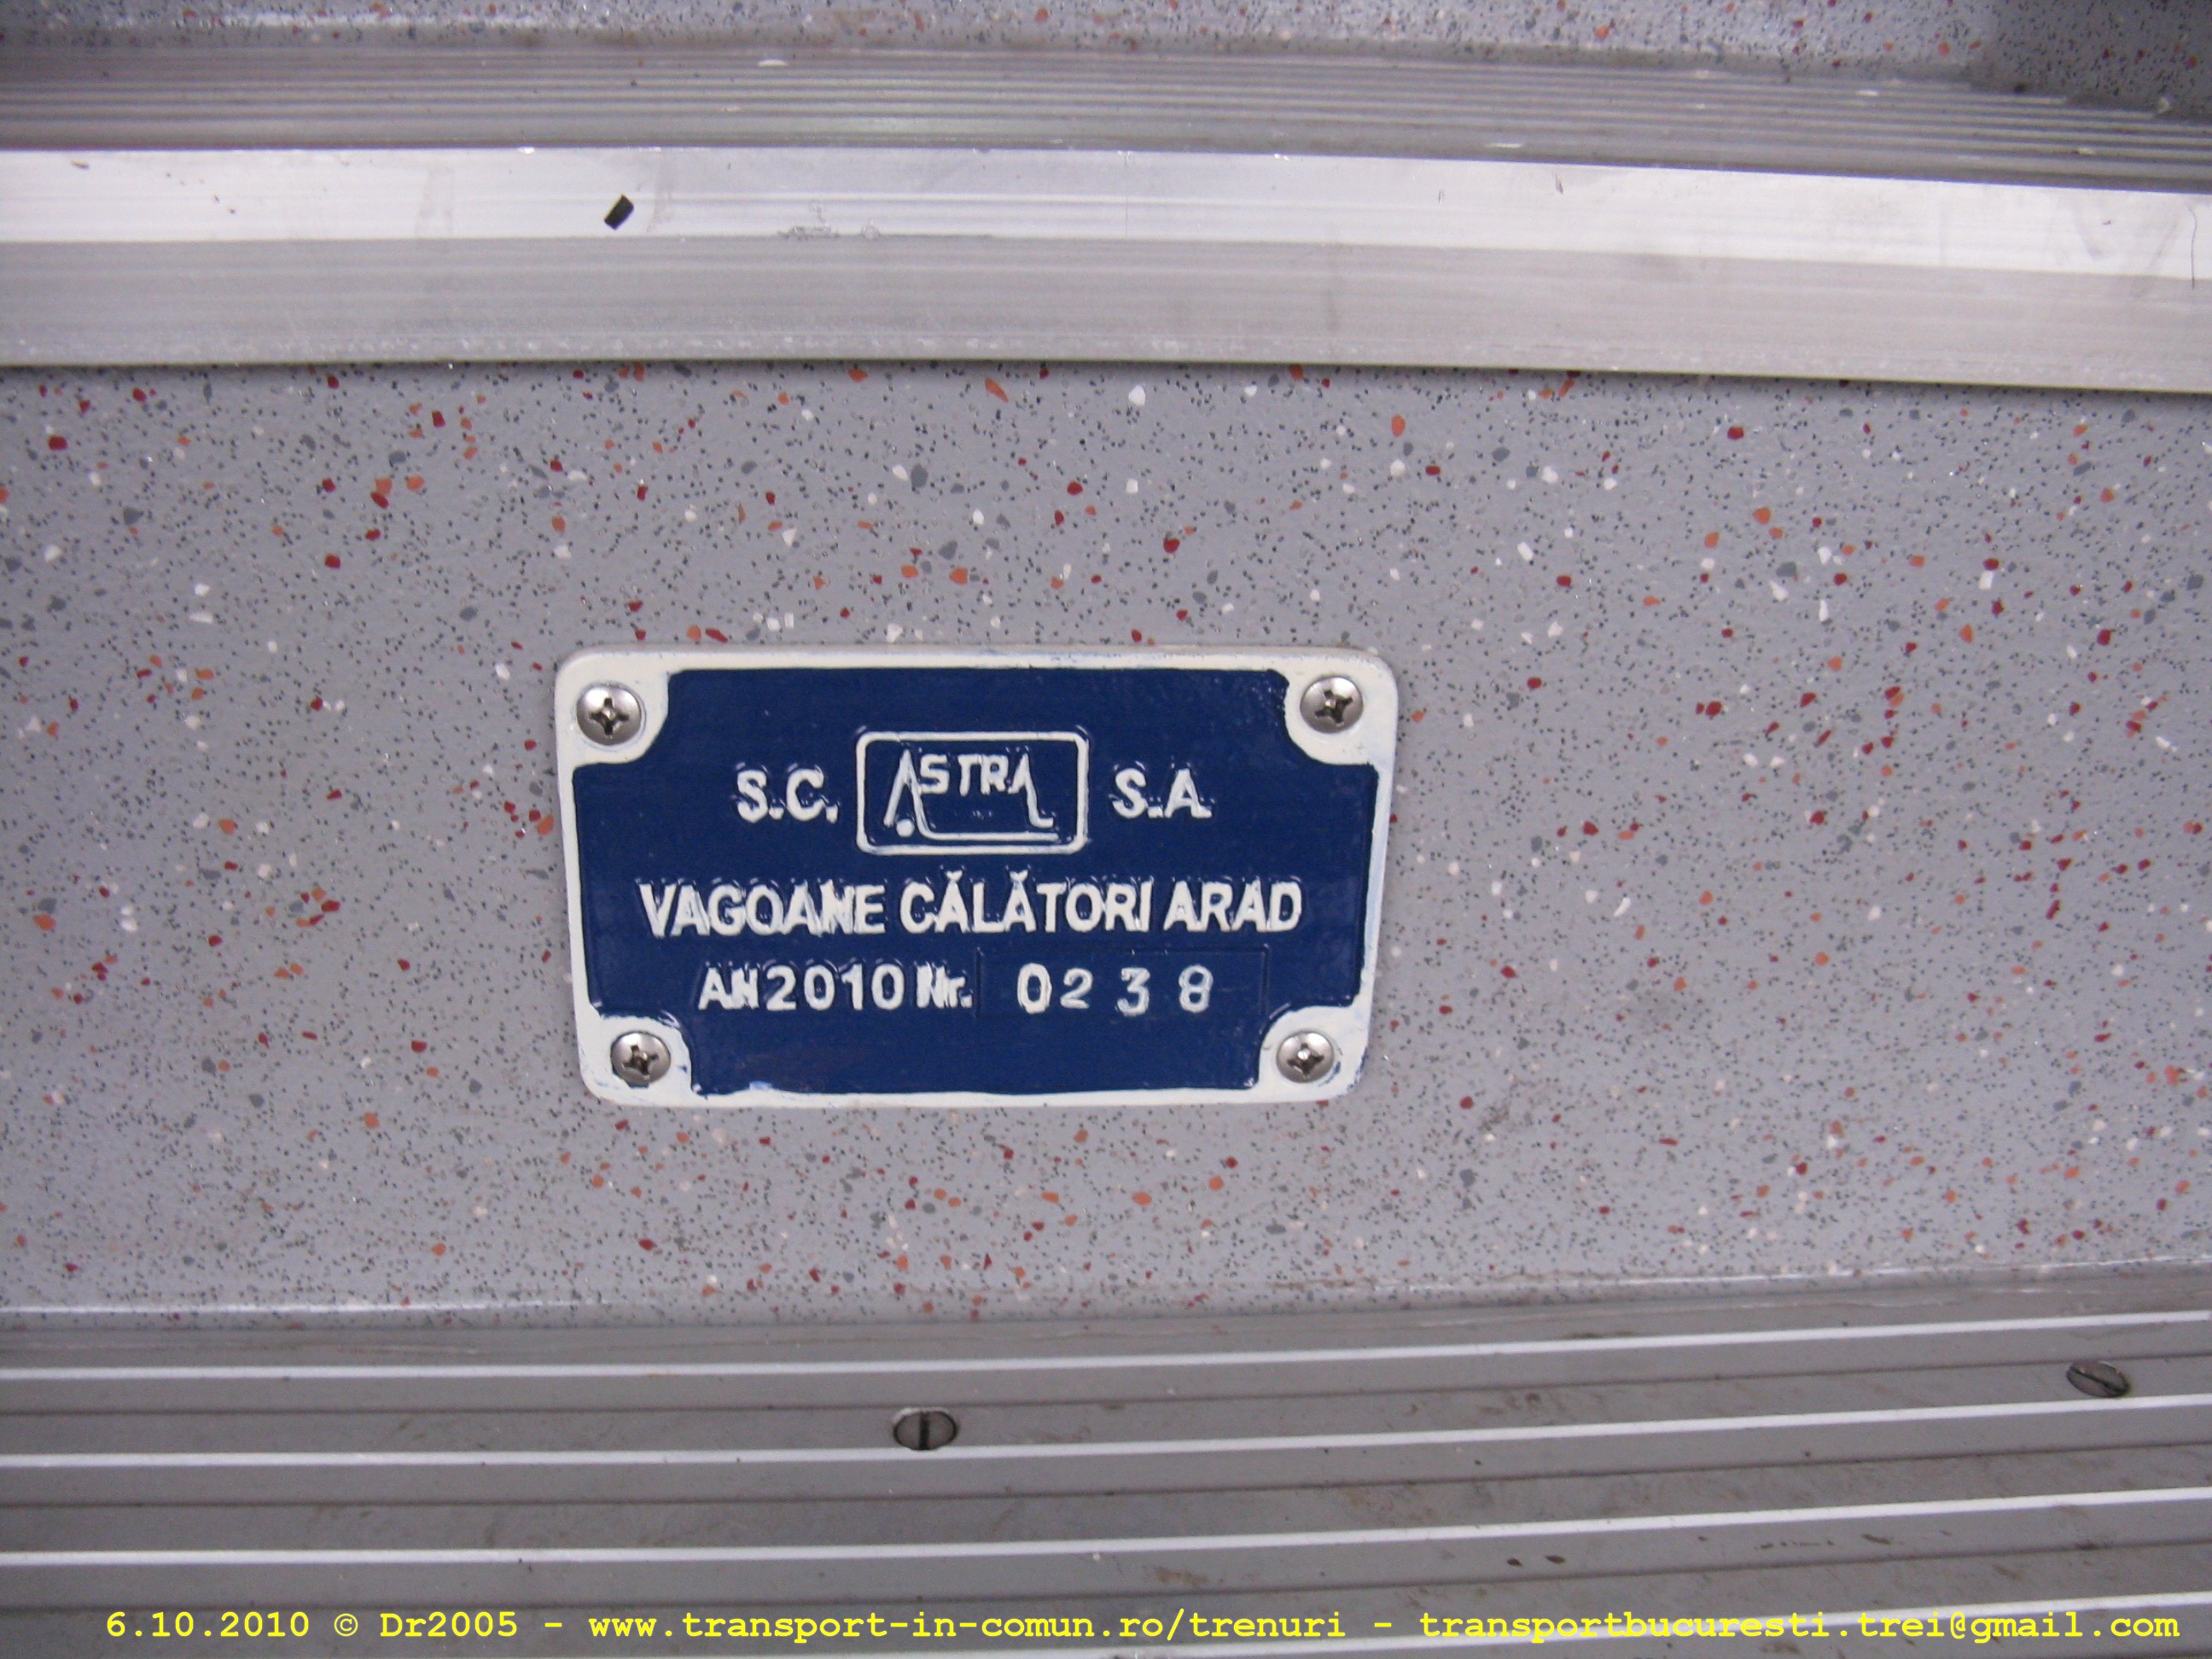 S.C. ASTRA S.A.
VAGOANE CĂLĂTORI ARAD
AN 2010 Nr. 0238
6.10.2010 © Dr2005 - www.transport-in-comun.ro/trenuri - transportbucuresti.trei@gmail.com